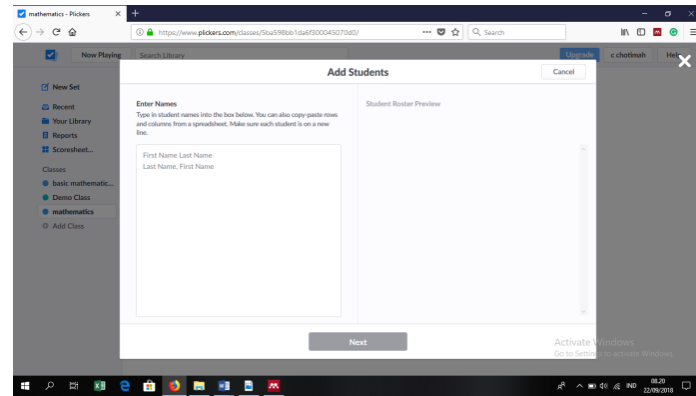 mathematics - Plickers
https://www.plickers.com/classes/5ba598bb1da6f300045070d0/
Search
Now Playing
Search Library
Upgrade
c chotimah
Help
Add Students
Cancel
New Set
Recent
Your Library
Reports
Scoresheet...
Classes
basic mathematic...
Demo Class
mathematics
Add Class
Enter Names
Type in student names into the box below. You can also copy-paste rows
and columns from a spreadsheet. Make sure each student is on a new
line.
First Name Last Name
Last Name, First Name
Student Roster Preview
Next
Activate Windows
Go to Settings to activate Windows.
IND
08.20
22/09/2018